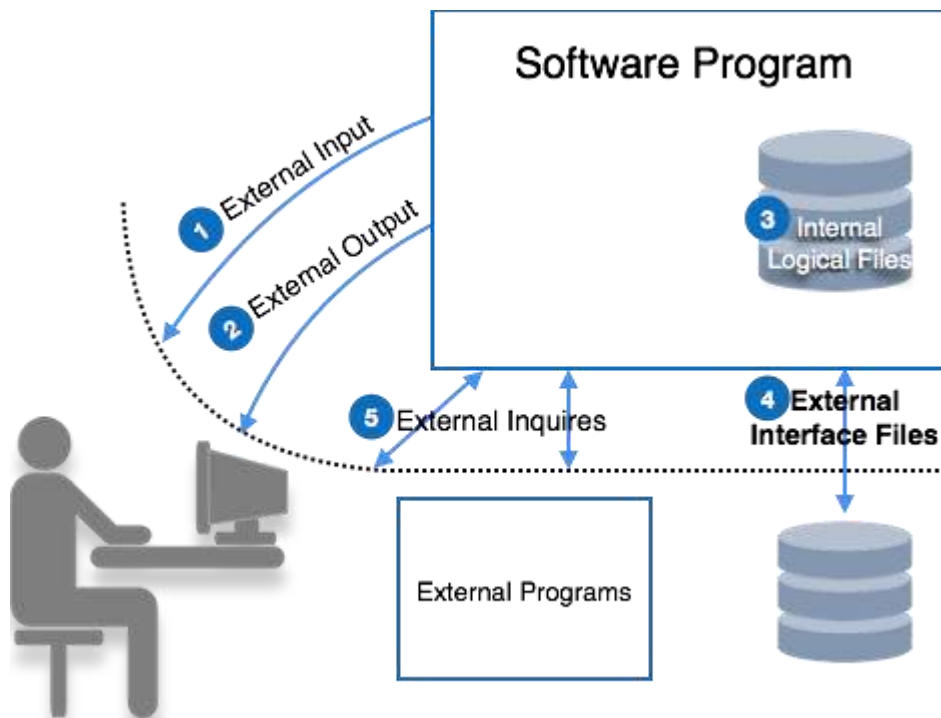 Software Program
1 External Input
2 External Output
3 Internal
Logical Files
5 External Inquires
4 External
Interface Files
External Programs